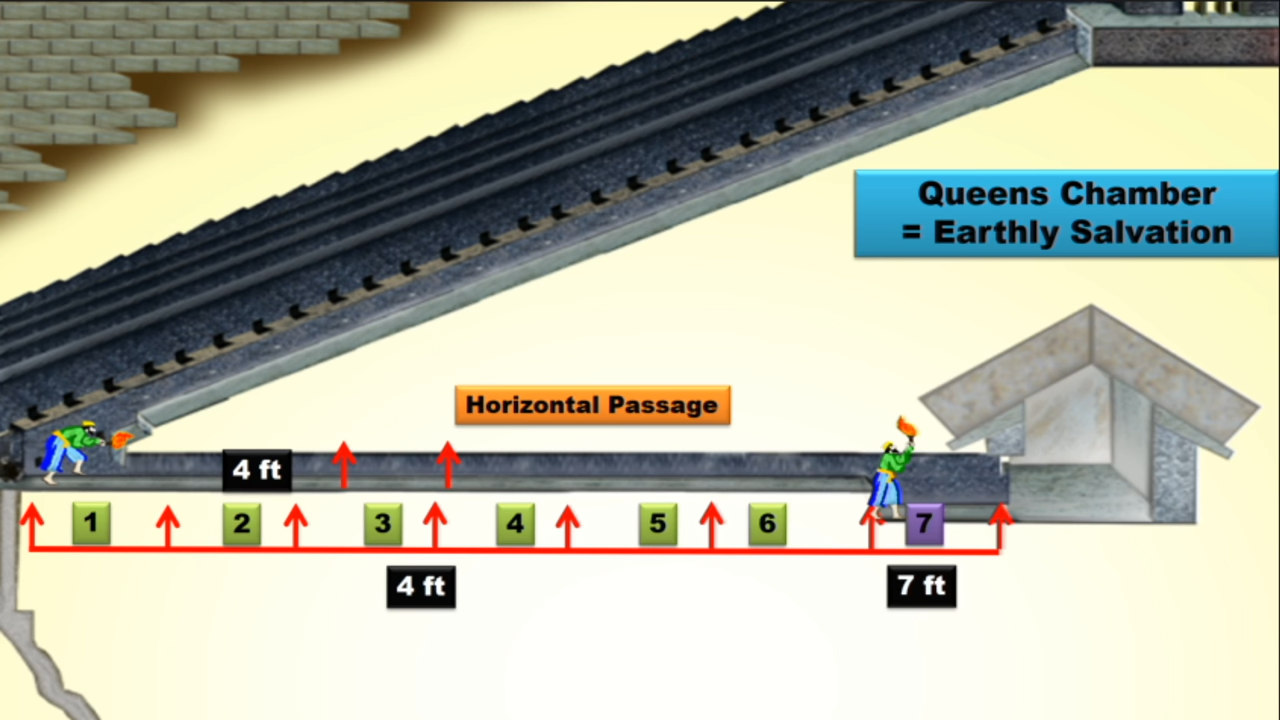 Queens Chamber
= Earthly Salvation
Horizontal Passage
4 ft
1
2
3
4
5
6
7
4 ft
7 ft